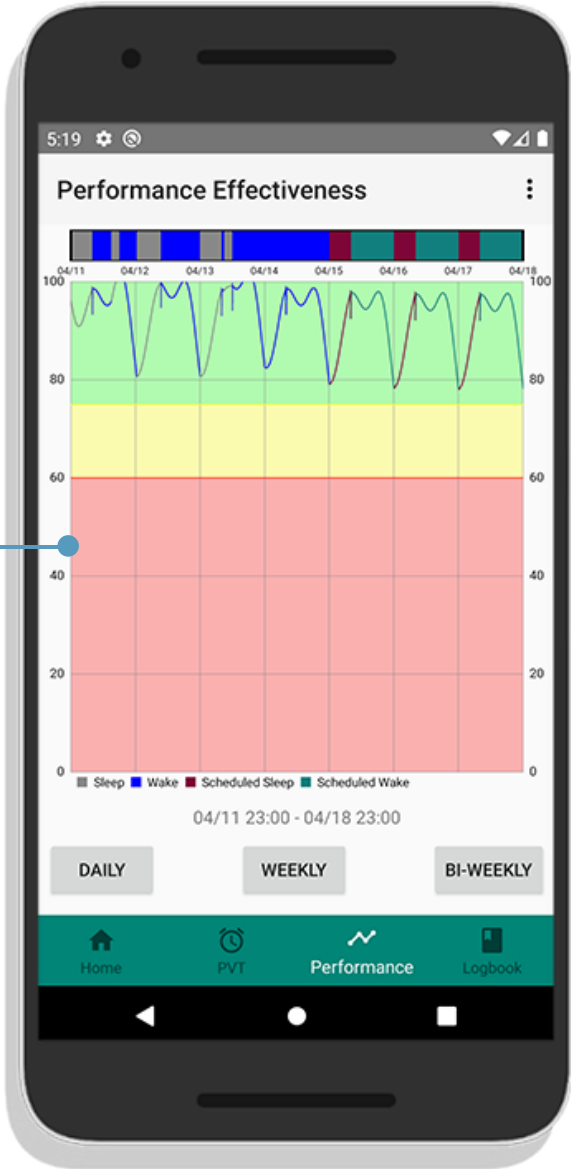 5:19
Performance Effectiveness
04/11 04/12 04/13 04/14 04/15 04/16 04/17 04/18
100 100
80 80
60 60
40 40
20 20
0 0
Sleep Wake Scheduled Sleep Scheduled Wake
04/11 23:00 - 04/18 23:00
DAILY WEEKLY BI-WEEKLY
Home PVT Performance Logbook